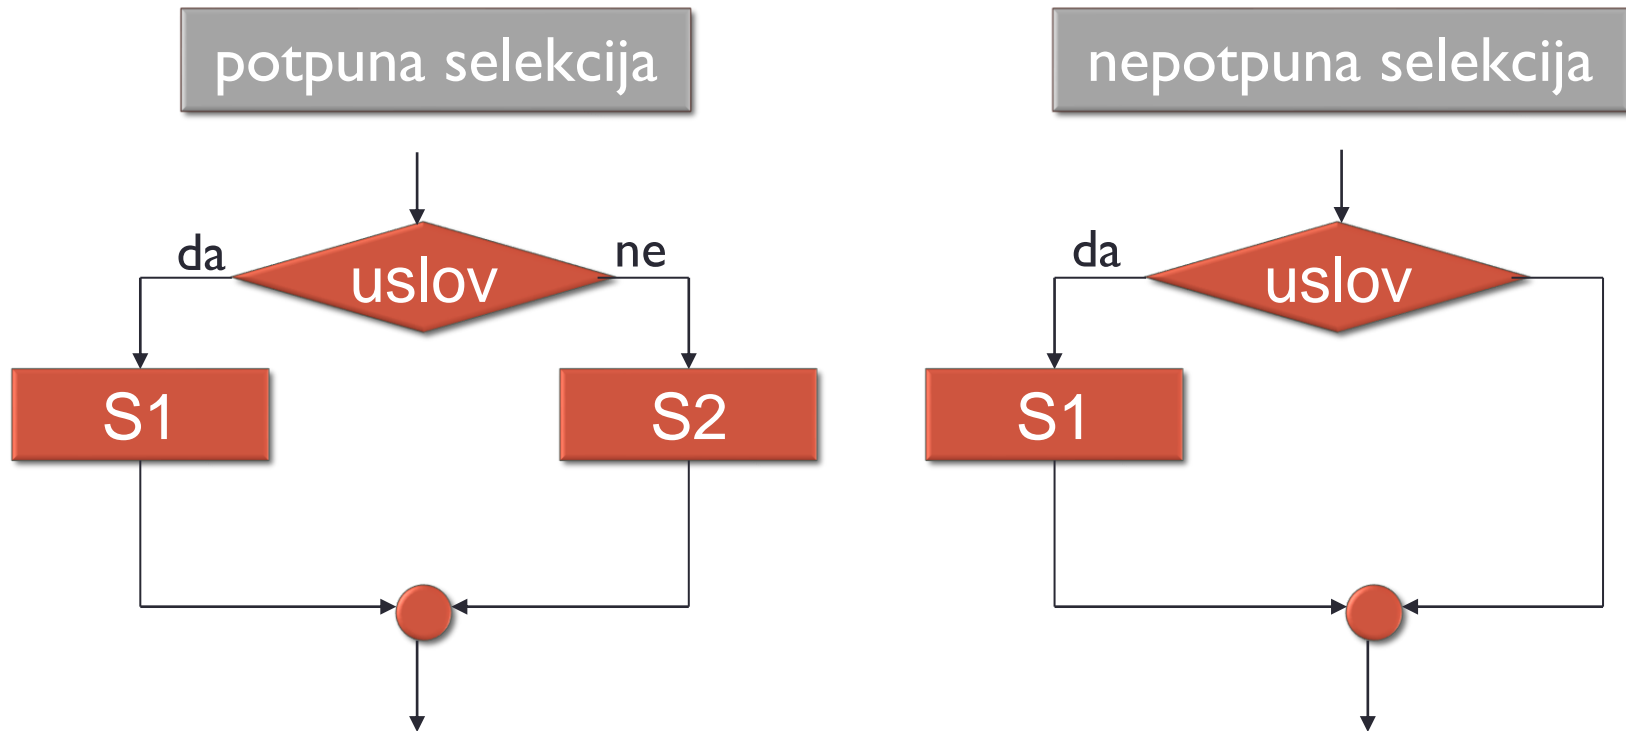 potpuna selekcija
da
uslov
ne
S1
S2
nepotpuna selekcija
da
uslov
S1